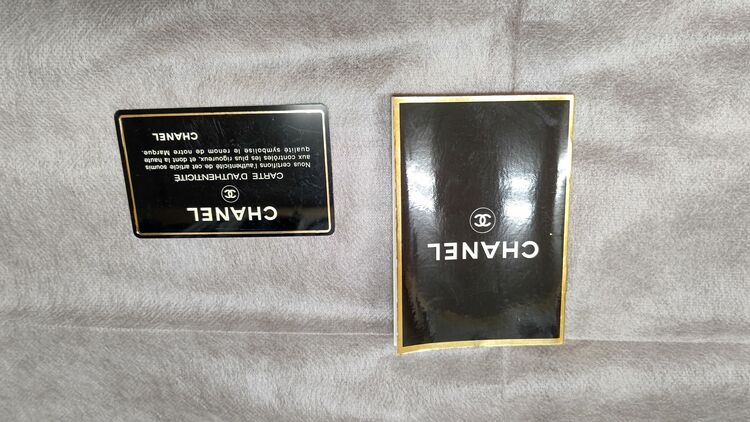 CHANEL
CARTE D'AUTHENTICITÉ
Nous certifions l'authenticité de cet article soumis
aux contrôles les plus rigoureux, et dont la haute
qualité symbolise le renom de notre Marque.
CHANEL
CHANEL